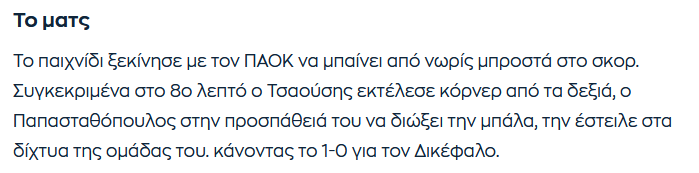 Το ματς
Το παιχνίδι ξεκίνησε με τον ΠΑΟΚ να μπαίνει από νωρίς μπροστά στο σκορ.
Συγκεκριμένα στο 8ο λεπτό ο Τσαούσης εκτέλεσε κόρνερ από τα δεξιά, ο
Παπασταθόπουλος στην προσπάθειά του να διώξει την μπάλα, την έστειλε στα
δίχτυα της ομάδας του. κάνοντας το 1-0 για τον Δικέφαλο.